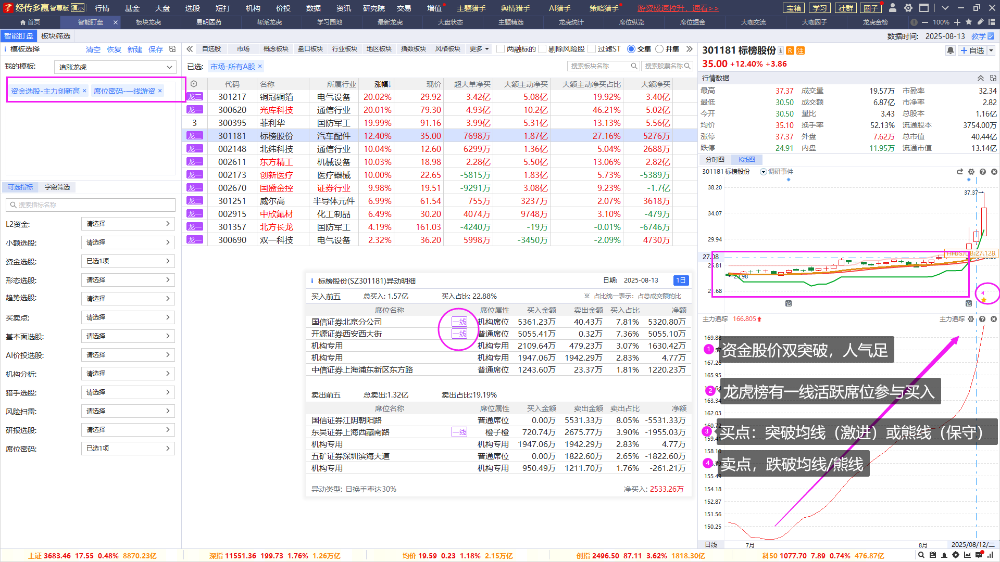 经传多赢 智尊版 演示 行情 基金 大盘 选股 短打 机构 价投 数据 资讯 研究院 交易 增值 主题猎手 舆情猎手 AI猎手 策略猎手 游资极速拉升，速看>> 宝箱 学习 社群 圈子
首页 智能盯盘 × 板块龙虎 易明医药 帮派龙虎 学习园地 最新龙虎 大盘状态 主题精选 龙虎统计 席位纵览 席位掘金 大咖交流 大咖圈子 龙虎金榜 100%
智能盯盘 板块筛选 数据时间: 2025-08-13 教学
模板选择 清空 恢复 新建 保存
我的模板: 追涨龙虎
资金选股-主力创新高 × 席位密码-一线游资 ×
可选指标 字段筛选
搜索指标名称
L2资金: 请选择
小额选股: 请选择
资金选股: 已选1项
形态选股: 请选择
趋势选股: 请选择
买卖点: 请选择
基本面选股: 请选择
AI价投选股: 请选择
机构分析: 请选择
猎手选股: 请选择
风险扫雷: 请选择
研报选股: 请选择
席位密码: 已选1项
自选股 市场 概念板块 盘口板块 行业板块 地区板块 指数板块 风格板块 更多 两融标的 剔除风险股 过滤ST 交集 并集
已选: 市场-所有A股 × 搜索板块名称 搜索股票名称
代码 名称 所属行业 涨幅↓ 现价 超大单净买 大额主动净买 大额主动净买占比 大额净买
龙三 301217 铜冠铜箔 电气设备 20.02% 29.92 3.42亿 5.08亿 19.92% 3.40亿
龙一 300620 光库科技 通信行业 20.01% 79.30 4.93亿 10.2亿 46.21% 5.02亿
3 300395 菲利华 国防军工 19.99% 91.16 3.99亿 5.31亿 13.13% 5.56亿
龙二 301181 标榜股份 汽车配件 12.40% 35.00 7698万 1.87亿 27.16% 5276万
龙一 002148 北纬科技 通信行业 10.04% 12.60 6299万 1.36亿 5.04% 2688万
龙一 002611 东方精工 机械设备 10.03% 18.98 2.28亿 5.50亿 13.06% 2.82亿
龙一 002173 创新医疗 医疗器械 10.00% 22.65 -5815万 1.83亿 5.73% -5389万
龙一 002670 国盛金控 证券行业 9.98% 19.51 -9291万 3.08亿 9.23% -1.7亿
龙二 301251 威尔高 半导体元件 6.99% 61.54 755万 3237万 2.07% 3618万
龙一 002915 中欣氟材 化工制品 6.49% 30.20 4074万 9748万 3.10% -479万
龙一 301357 北方长龙 国防军工 4.19% 161.03 -4240万 -19万 -0.01% -6746万
龙一 300690 双一科技 电气设备 2.32% 36.20 5998万 -3450万 -2.09% 4730万
标榜股份(SZ301181)异动明细 日期: 2025-08-13 1日
买入前五 总买入: 1.57亿 买入占比: 22.88% ※ 占比统一表示: 占总成交额的比
席位名称 席位属性 买入金额 卖出金额 买入占比 净额
国信证券北京分公司 一线 机构席位 5361.23万 40.43万 7.81% 5320.80万
开源证券西安西大街 一线 普通席位 5055.41万 0.32万 7.36% 5055.10万
机构专用 机构专用 2109.64万 479.23万 3.07% 1630.42万
机构专用 机构专用 1947.06万 1942.29万 2.83% 4.77万
中信证券上海浦东新区东方路 普通席位 1243.60万 23.37万 1.81% 1220.23万
卖出前五 总卖出:1.32亿 卖出占比:19.19%
席位名称 席位属性 买入金额 卖出金额 卖出占比 净额
国信证券江阴朝阳路 普通席位 0.00万 5531.33万 8.05% -5531.33万
东吴证券上海西藏南路 一线 橙子橙 720.74万 2675.77万 3.90% -1955.03万
机构专用 机构专用 1947.06万 1942.29万 2.83% 4.77万
五矿证券深圳滨海大道 普通席位 0.00万 1822.60万 2.65% -1822.60万
机构专用 机构专用 950.49万 1211.70万 1.76% -261.21万
异动类型: 日换手率达30% 净买入: 2533.26万
301181 标榜股份 R 注 自选
35.00 +12.40% +3.86
行情数据
最高 37.37 成交量 19.57万 市盈率 32.34
最低 30.50 成交额 6.87亿 市净率 2.82
今开 30.50 量比 3.43 总股本 1.16亿
均价 35.10 换手率 52.13% 流通股本 3754.00万
涨停 37.37 外盘 7.62万 总市值 40.44亿
跌停 24.91 内盘 11.95万 流通市值 13.14亿
分时图 K线图
301181 标榜股份 调研事件
38.20
37.37
34.07
29.94
27.08
主力追踪 166.805 主力追踪
169.88
1 资金股价双突破，人气足
167.26
165.95
2 龙虎榜有一线活跃席位参与买入
163.34
162.03
160.72
3 买点：突破均线（激进）或熊线（保守）
159.41
158.10
4 卖点，跌破均线/熊线
155.49
154.18
152.87
151.56
150.25
日线 7月 8月 2025/08/12/二
上证 3683.46 17.55 0.48% 8870.23亿 深指 11551.36 199.73 1.76% 1.26万亿 均价 19.59 0.23 1.18% 2.15万亿 创指 2496.50 87.11 3.62% 1818.30亿 科50 1077.70 7.89 0.74% 476.87亿